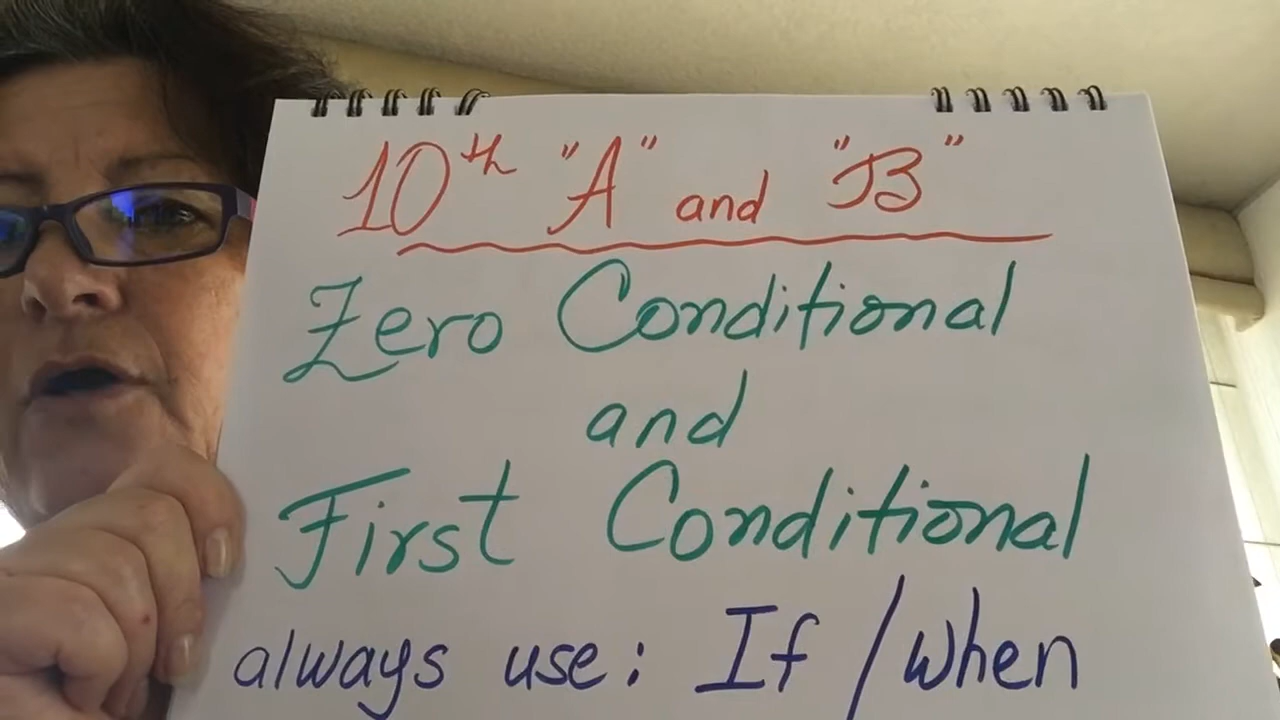 10th "A" and "B"
Zero Conditional
and
First Conditional
always use: If / When